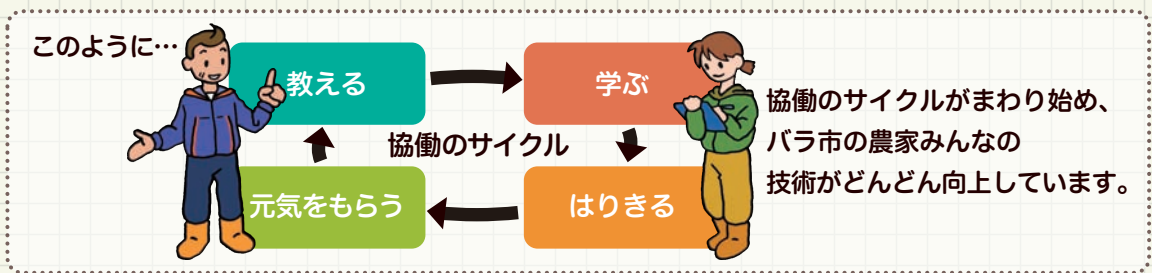 このように…
教える
学ぶ
協働のサイクル
元気をもらう
はりきる
協働のサイクルがまわり始め、
バラ市の農家みんなの
技術がどんどん向上しています。